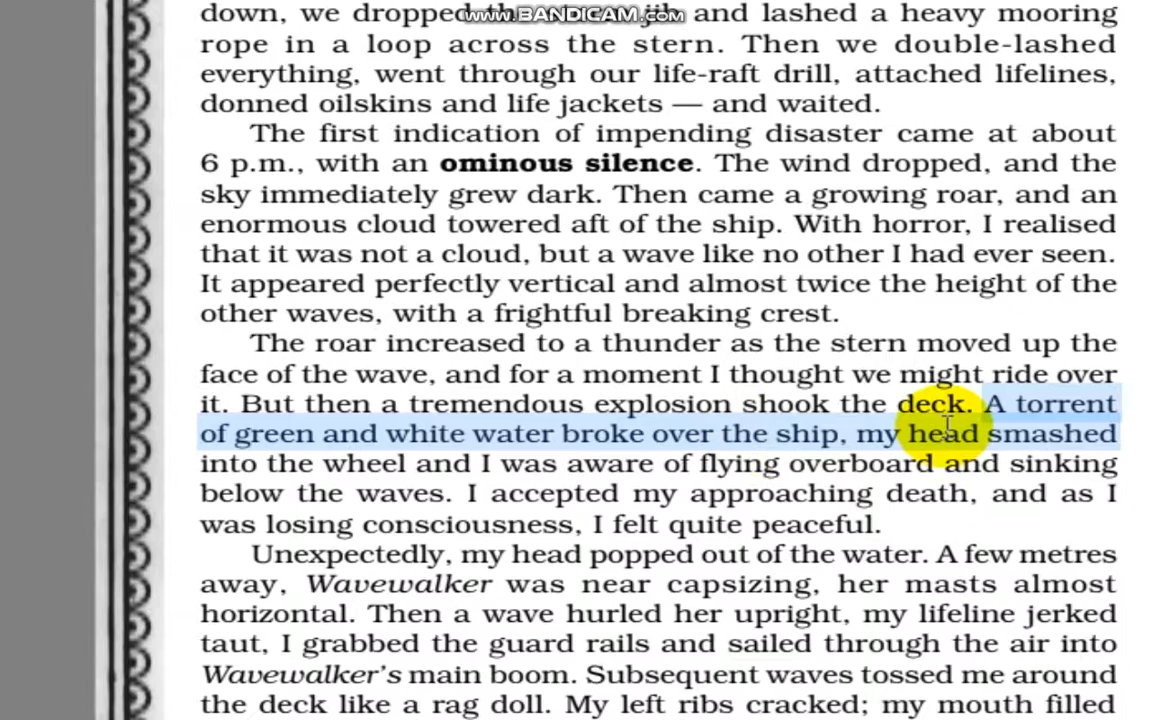 down, we dropped the jib and lashed a heavy mooring
www.BANDICAM.com
rope in a loop across the stern. Then we double-lashed
everything, went through our life-raft drill, attached lifelines,
donned oilskins and life jackets — and waited.
The first indication of impending disaster came at about
6 p.m., with an ominous silence. The wind dropped, and the
sky immediately grew dark. Then came a growing roar, and an
enormous cloud towered aft of the ship. With horror, I realised
that it was not a cloud, but a wave like no other I had ever seen.
It appeared perfectly vertical and almost twice the height of the
other waves, with a frightful breaking crest.
The roar increased to a thunder as the stern moved up the
face of the wave, and for a moment I thought we might ride over
it. But then a tremendous explosion shook the deck. A torrent
of green and white water broke over the ship, my head smashed
into the wheel and I was aware of flying overboard and sinking
below the waves. I accepted my approaching death, and as I
was losing consciousness, I felt quite peaceful.
Unexpectedly, my head popped out of the water. A few metres
away, Wavewalker was near capsizing, her masts almost
horizontal. Then a wave hurled her upright, my lifeline jerked
taut, I grabbed the guard rails and sailed through the air into
Wavewalker's main boom. Subsequent waves tossed me around
the deck like a rag doll. My left ribs cracked; my mouth filled